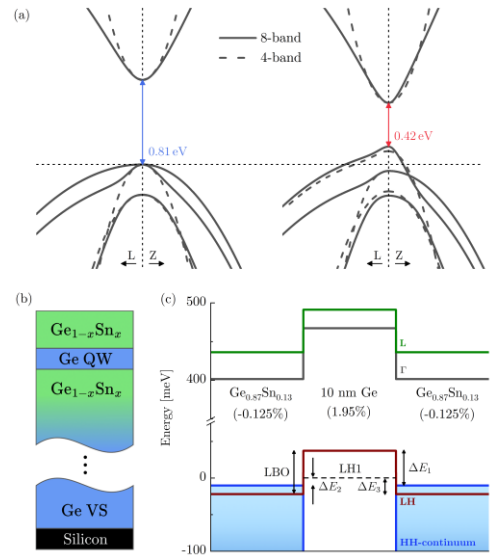 (a)
8-band
4-band
0.81 eV
0.42 eV
L Z
L Z
(b)
Ge₁₋ₓSnₓ
Ge QW
Ge₁₋ₓSnₓ
Ge VS
Silicon
(c)
Energy [meV]
500
400
0
-100
L
Γ
Ge₀.₈₇Sn₀.₁₃
(-0.125%)
10 nm Ge
(1.95%)
Ge₀.₈₇Sn₀.₁₃
(-0.125%)
LBO
LH1
ΔE₁
ΔE₂
ΔE₃
LH
HH-continuum